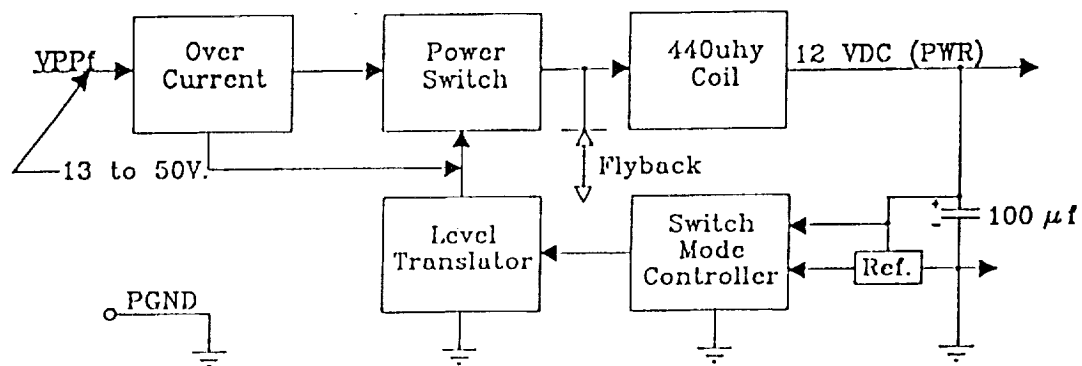 VPPf
Over
Current
Power
Switch
440uhy
Coil
12 VDC (PWR)
13 to 50V.
Flyback
Level
Translator
Switch
Mode
Controller
+
-
100 μf
Ref.
PGND